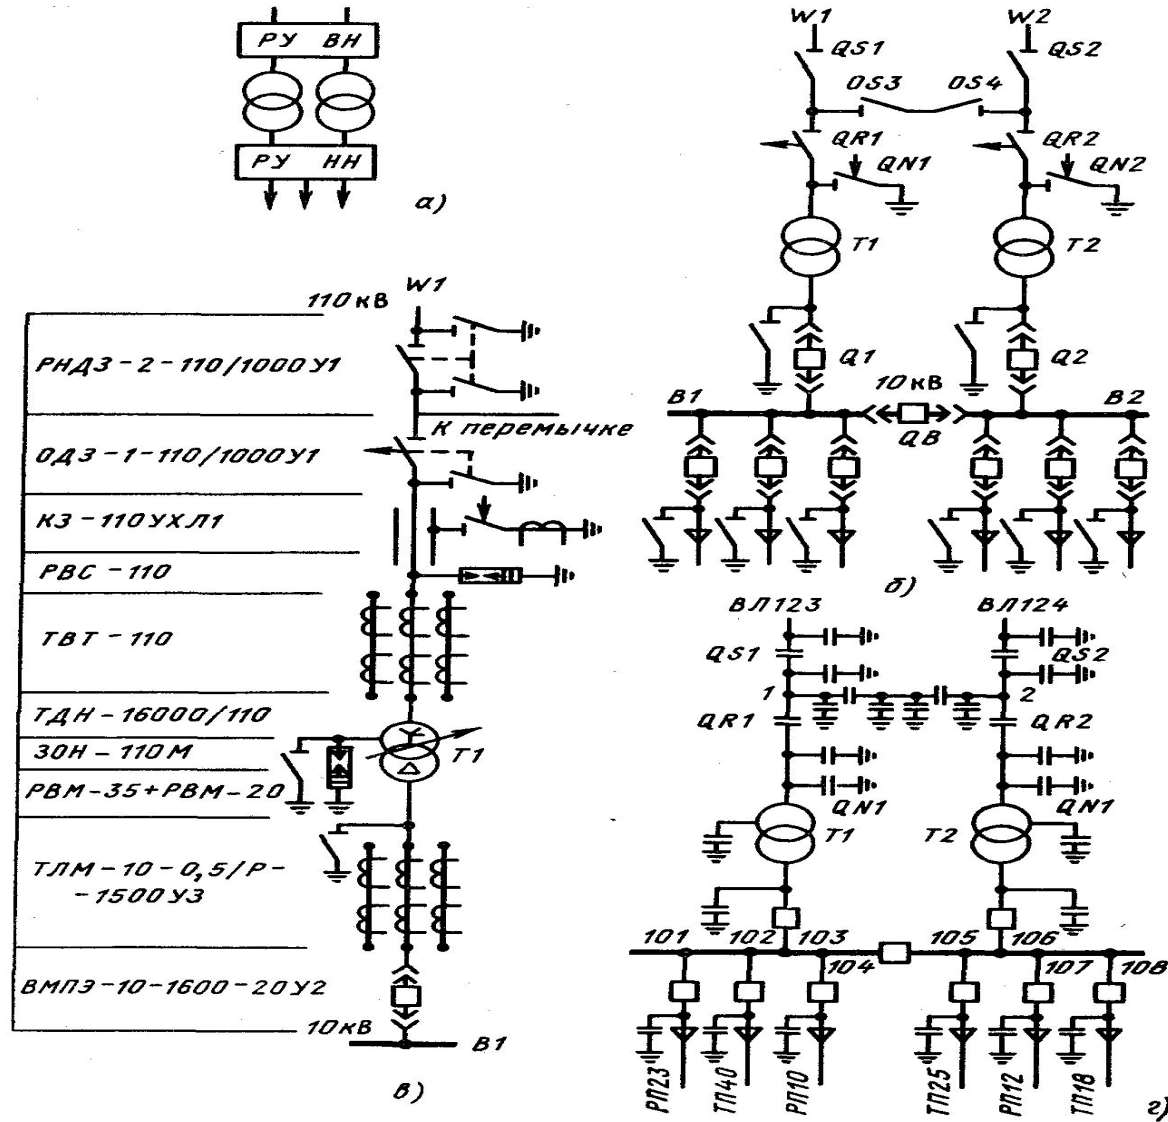 РУ ВН
РУ НН
а)
W1 W2
QS1 QS2
QS3 QS4
QR1 QR2
QN1 QN2
T1 T2
Q1 Q2
10 кВ
B1 B2
QB
б)
W1
110 кВ
РНДЗ-2-110/1000У1
К перемычке
ОДЗ-1-110/1000У1
КЗ-110УХЛ1
РВС-110
ТВТ-110
ТДН-16000/110
T1
ЗОН-110М
РВМ-35+РВМ-20
ТЛМ-10-0,5/Р-
-1500У3
ВМПЭ-10-1600-20У2
10кВ
B1
в)
ВЛ123 ВЛ124
QS1 QS2
1 2
QR1 QR2
QN1 QN1
T1 T2
101 102 103 104 105 106 107 108
РП23 ТП40 РП10 ТП25 РП12 ТП18
г)